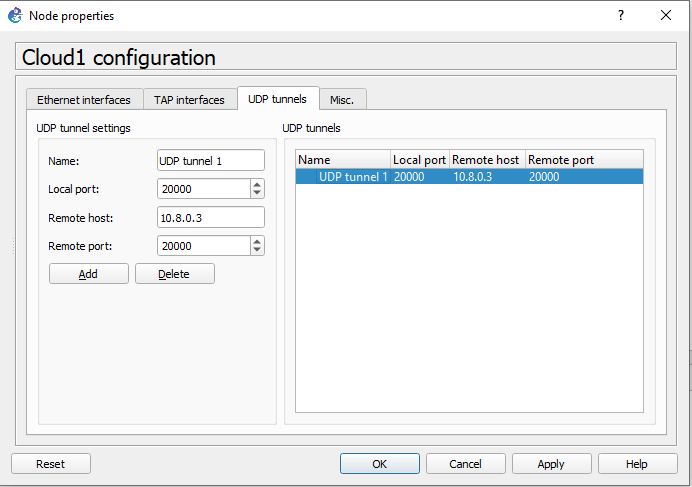 Node properties
?
Cloud1 configuration
Ethernet interfaces TAP interfaces UDP tunnels Misc.
UDP tunnel settings
Name: UDP tunnel 1
Local port: 20000
Remote host: 10.8.0.3
Remote port: 20000
Add Delete
UDP tunnels
Name Local port Remote host Remote port
UDP tunnel 1 20000 10.8.0.3 20000
Reset OK Cancel Apply Help